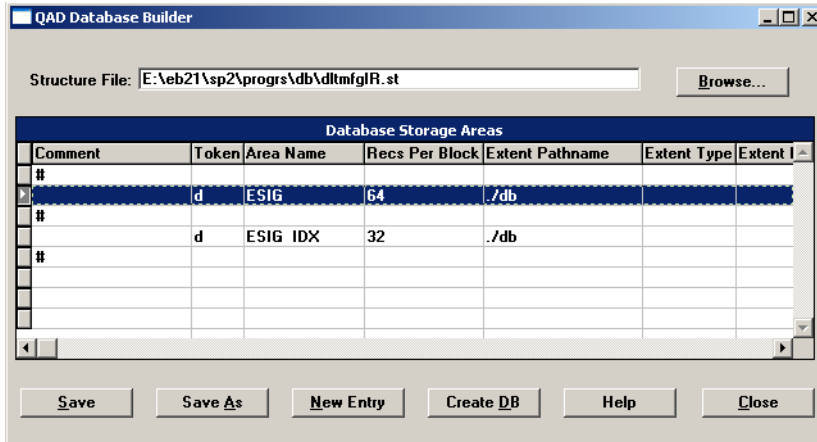 QAD Database Builder
Structure File: E:\eb21\sp2\progrs\db\dltmfgIR.st Browse...
Database Storage Areas
Comment Token Area Name Recs Per Block Extent Pathname Extent Type Extent
#
d ESIG 64 ./db
#
d ESIG_IDX 32 ./db
#
Save Save As New Entry Create DB Help Close